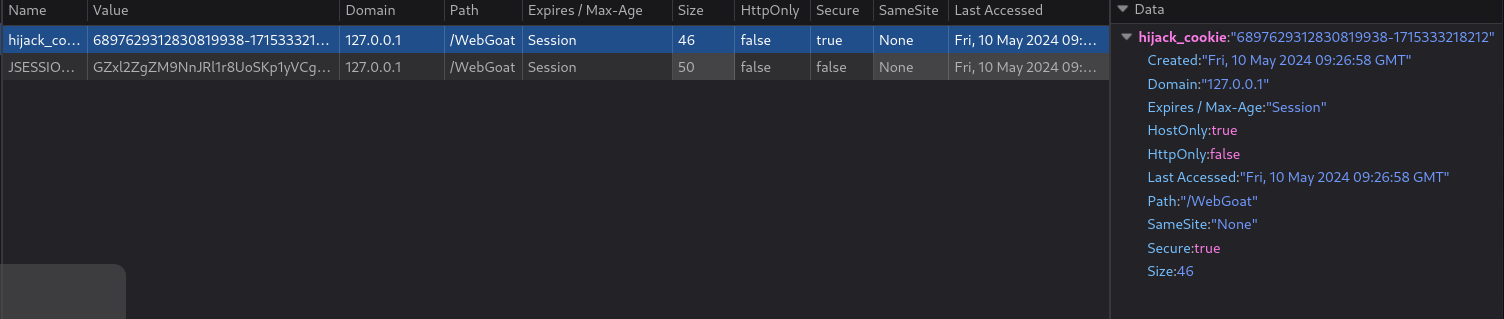 Name Value Domain Path Expires / Max-Age Size HttpOnly Secure SameSite Last Accessed
hijack_co... 6897629312830819938-171533321... 127.0.0.1 /WebGoat Session 46 false true None Fri, 10 May 2024 09:...
JSESSIO... GZxl2ZgZM9NnJRl1r8UoSKp1yVCg... 127.0.0.1 /WebGoat Session 50 false false None Fri, 10 May 2024 09:...
Data
hijack_cookie:"6897629312830819938-1715333218212"
Created:"Fri, 10 May 2024 09:26:58 GMT"
Domain:"127.0.0.1"
Expires / Max-Age:"Session"
HostOnly:true
HttpOnly:false
Last Accessed:"Fri, 10 May 2024 09:26:58 GMT"
Path:"/WebGoat"
SameSite:"None"
Secure:true
Size:46